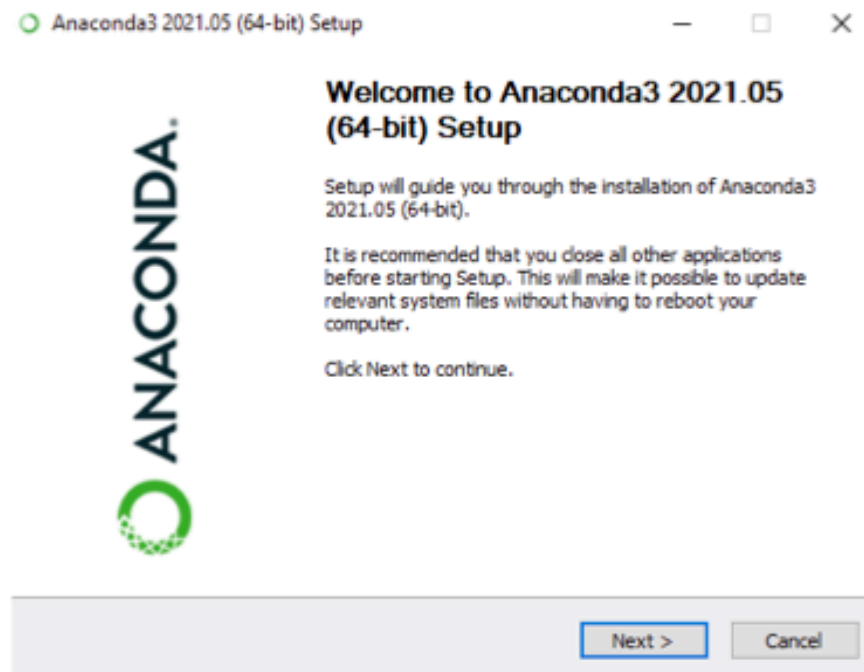 Anaconda3 2021.05 (64-bit) Setup
Welcome to Anaconda3 2021.05
(64-bit) Setup
ANACONDA.
Setup will guide you through the installation of Anaconda3
2021.05 (64-bit).
It is recommended that you close all other applications
before starting Setup. This will make it possible to update
relevant system files without having to reboot your
computer.
Click Next to continue.
Next >
Cancel